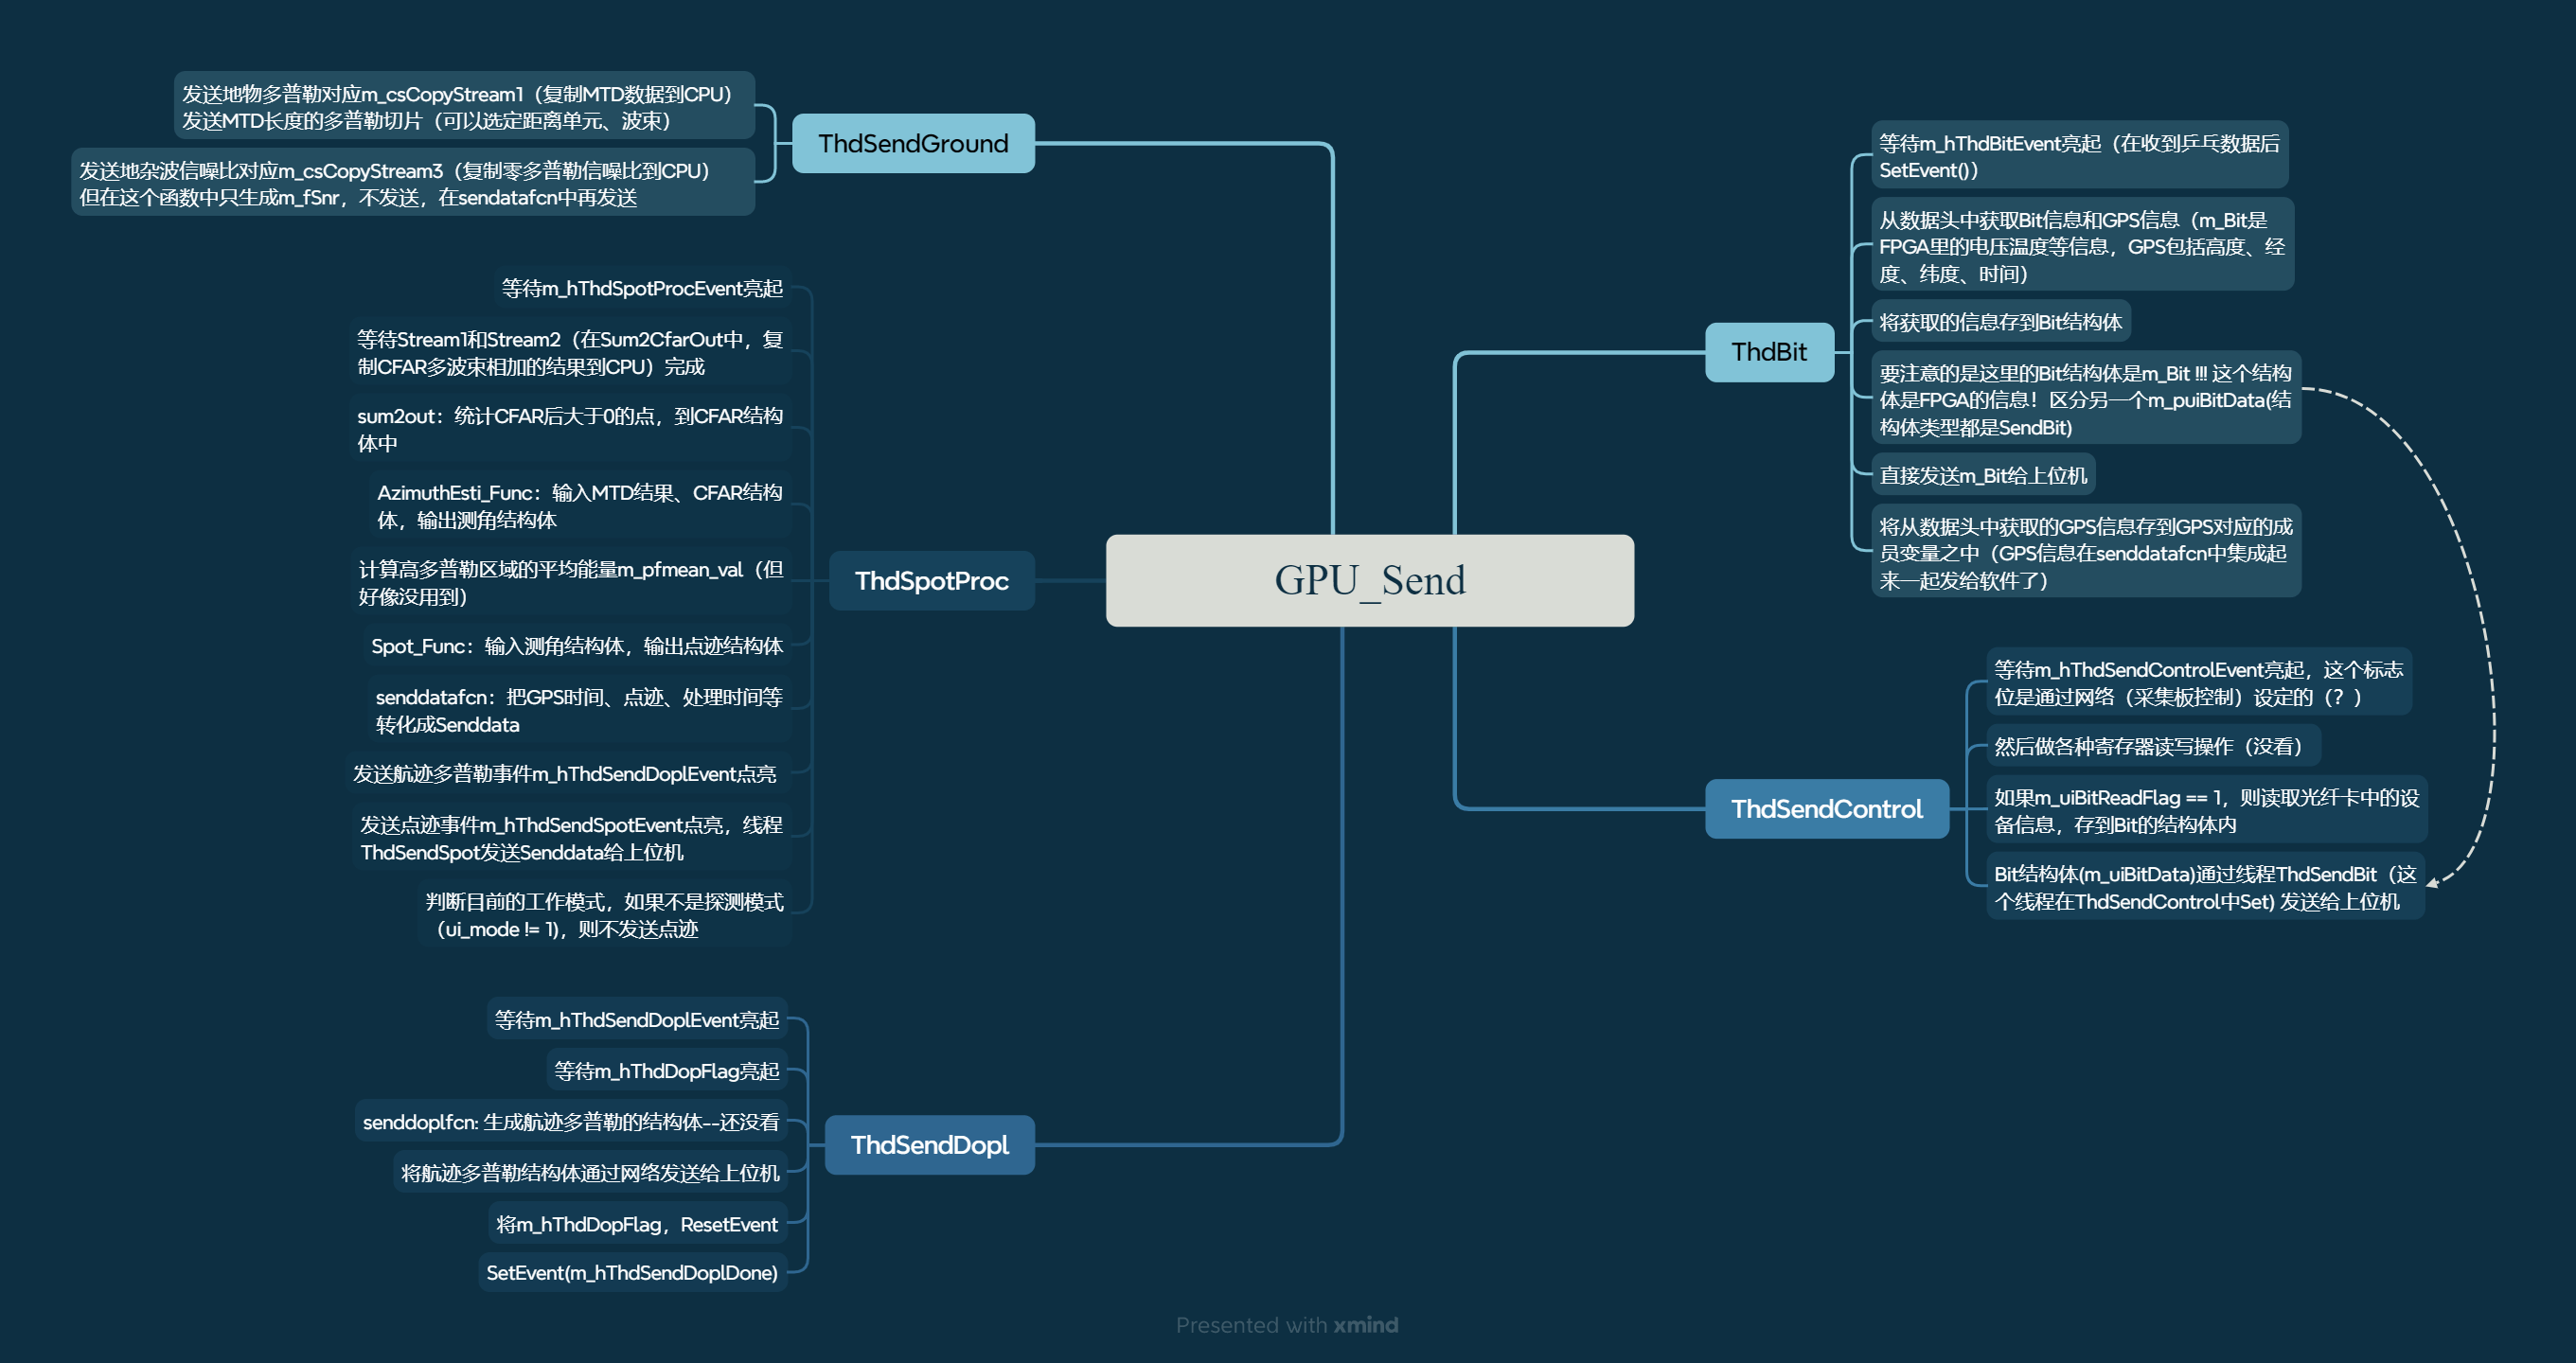 发送地物多普勒对应m_csCopyStream1（复制MTD数据到CPU）
发送MTD长度的多普勒切片（可以选定距离单元、波束）
发送地杂波信噪比对应m_csCopyStream3（复制零多普勒信噪比到CPU）
但在这个函数中只生成m_fSnr，不发送，在sendatafcn中再发送
ThdSendGround
等待m_hThdSpotProcEvent亮起
等待Stream1和Stream2（在Sum2CfarOut中，复
制CFAR多波束相加的结果到CPU）完成
sum2out：统计CFAR后大于0的点，到CFAR结构
体中
AzimuthEsti_Func：输入MTD结果、CFAR结构
体，输出测角结构体
计算高多普勒区域的平均能量m_pfmean_val（但
好像没用到）
Spot_Func：输入测角结构体，输出点迹结构体
senddatafcn：把GPS时间、点迹、处理时间等
转化成Senddata
发送航迹多普勒事件m_hThdSendDoplEvent点亮
发送点迹事件m_hThdSendSpotEvent点亮，线程
ThdSendSpot发送Senddata给上位机
判断目前的工作模式，如果不是探测模式
（ui_mode != 1)，则不发送点迹
ThdSpotProc
等待m_hThdSendDoplEvent亮起
等待m_hThdDopFlag亮起
senddoplfcn: 生成航迹多普勒的结构体--还没看
将航迹多普勒结构体通过网络发送给上位机
将m_hThdDopFlag，ResetEvent
SetEvent(m_hThdSendDoplDone)
ThdSendDopl
GPU_Send
ThdBit
等待m_hThdBitEvent亮起（在收到乒乓数据后
SetEvent()）
从数据头中获取Bit信息和GPS信息（m_Bit是
FPGA里的电压温度等信息，GPS包括高度、经
度、纬度、时间）
将获取的信息存到Bit结构体
要注意的是这里的Bit结构体是m_Bit !!! 这个结构
体是FPGA的信息！区分另一个m_puiBitData(结
构体类型都是SendBit)
直接发送m_Bit给上位机
将从数据头中获取的GPS信息存到GPS对应的成
员变量之中（GPS信息在senddatafcn中集成起
来一起发给软件了）
ThdSendControl
等待m_hThdSendControlEvent亮起，这个标志
位是通过网络（采集板控制）设定的（？）
然后做各种寄存器读写操作（没看）
如果m_uiBitReadFlag == 1，则读取光纤卡中的设
备信息，存到Bit的结构体内
Bit结构体(m_uiBitData)通过线程ThdSendBit（这
个线程在ThdSendControl中Set) 发送给上位机
Presented with xmind